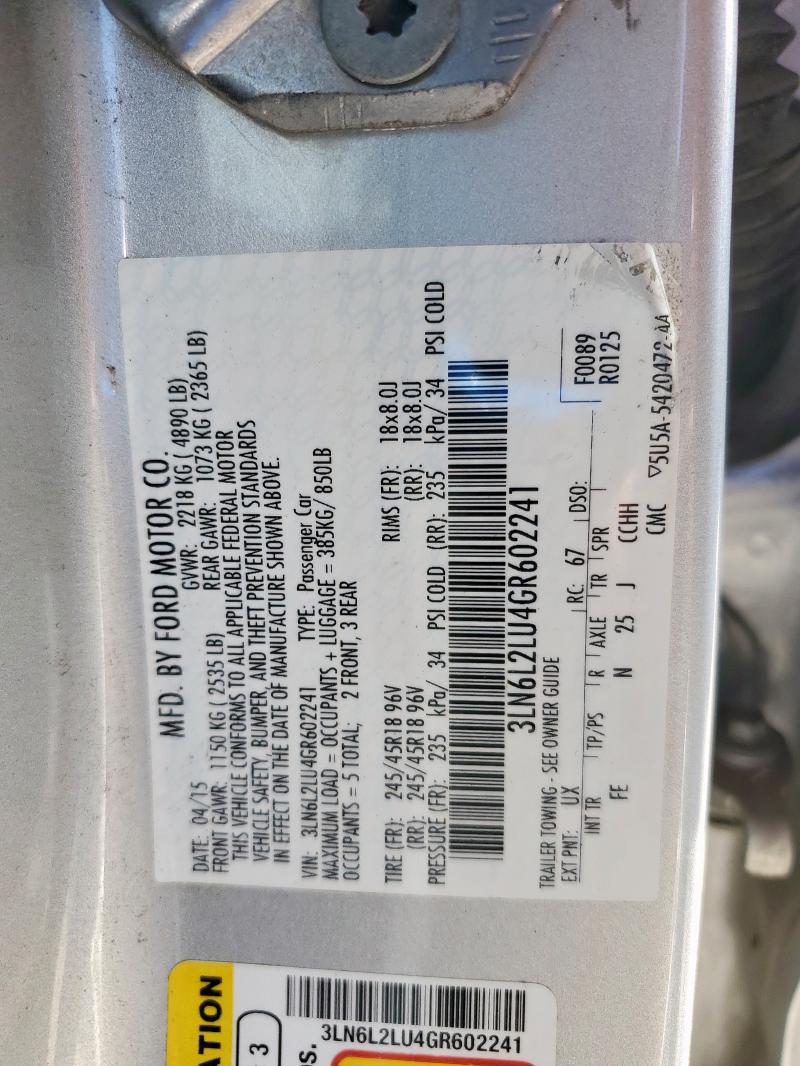 MFD. BY FORD MOTOR CO.
DATE: 04/15 GVWR: 2218 KG ( 4890 LB)
FRONT GAWR: 1150 KG ( 2535 LB) REAR GAWR: 1073 KG ( 2365 LB)
THIS VEHICLE CONFORMS TO ALL APPLICABLE FEDERAL MOTOR
VEHICLE SAFETY, BUMPER, AND THEFT PREVENTION STANDARDS
IN EFFECT ON THE DATE OF MANUFACTURE SHOWN ABOVE.
VIN: 3LN6L2LU4GR602241 TYPE: Passenger Car
MAXIMUM LOAD = OCCUPANTS + LUGGAGE = 385KG/ 850LB
OCCUPANTS = 5 TOTAL; 2 FRONT, 3 REAR
TIRE (FR): 245/45R18 96V RIMS (FR): 18x8.0J
(RR): 245/45R18 96V (RR): 18x8.0J
PRESSURE (FR): 235 kPa/ 34 PSI COLD (RR): 235 kPa/ 34 PSI COLD
3LN6L2LU4GR602241
TRAILER TOWING - SEE OWNER GUIDE
EXT PNT: UX RC: 67 DSO: F0089
R0125
INT TR TP/PS R AXLE TR SPR
FE N 25 J CCHH
CMC
▽5U5A-5420472-AA
ATION
3
os.
3LN6L2LU4GR602241